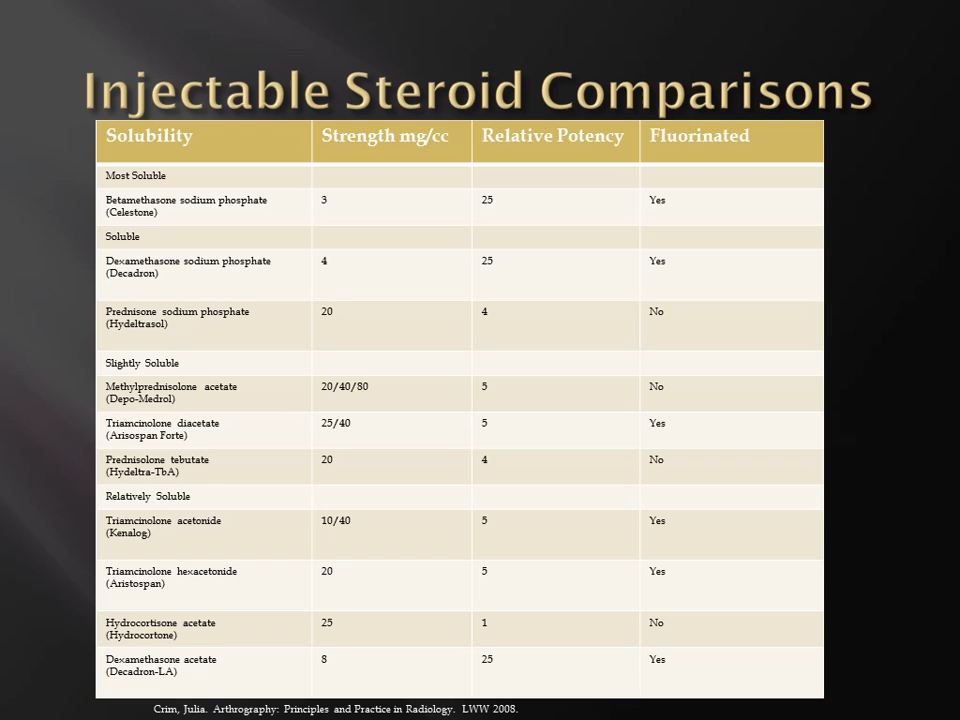 Injectable Steroid Comparisons
Solubility Strength mg/cc Relative Potency Fluorinated
Most Soluble
Betamethasone sodium phosphate 3 25 Yes
(Celestone)
Soluble
Dexamethasone sodium phosphate 4 25 Yes
(Decadron)
Prednisone sodium phosphate 20 4 No
(Hydeltrasol)
Slightly Soluble
Methylprednisolone acetate 20/40/80 5 No
(Depo-Medrol)
Triamcinolone diacetate 25/40 5 Yes
(Arisospan Forte)
Prednisolone tebutate 20 4 No
(Hydeltra-TbA)
Relatively Soluble
Triamcinolone acetonide 10/40 5 Yes
(Kenalog)
Triamcinolone hexacetonide 20 5 Yes
(Aristospan)
Hydrocortisone acetate 25 1 No
(Hydrocortone)
Dexamethasone acetate 8 25 Yes
(Decadron-LA)
Crim, Julia. Arthrography: Principles and Practice in Radiology. LWW 2008.